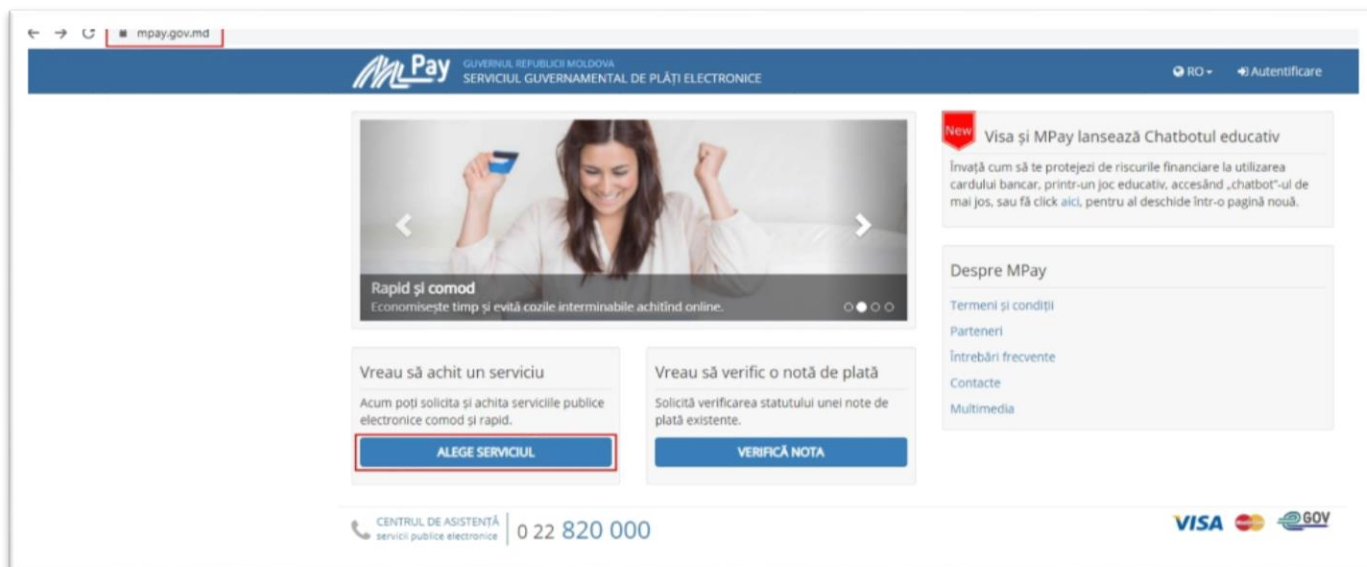 mpay.gov.md
MPay
GUVERNUL REPUBLICII MOLDOVA
SERVICIUL GUVERNAMENTAL DE PLĂȚI ELECTRONICE
RO
Autentificare
Rapid și comod
Economisește timp și evită cozile interminabile achitînd online.
New
Visa și MPay lansează Chatbotul educativ
Învață cum să te protejezi de riscurile financiare la utilizarea
cardului bancar, printr-un joc educativ, accesând „chatbot"-ul de
mai jos, sau fă click aici, pentru al deschide într-o pagină nouă.
Despre MPay
Termeni și condiții
Parteneri
Întrebări frecvente
Contacte
Multimedia
Vreau să achit un serviciu
Acum poți solicita și achita serviciile publice
electronice comod și rapid.
ALEGE SERVICIUL
Vreau să verific o notă de plată
Solicită verificarea statutului unei note de
plată existente.
VERIFICĂ NOTA
CENTRUL DE ASISTENȚĂ
servicii publice electronice
0 22 820 000
VISA
GOV